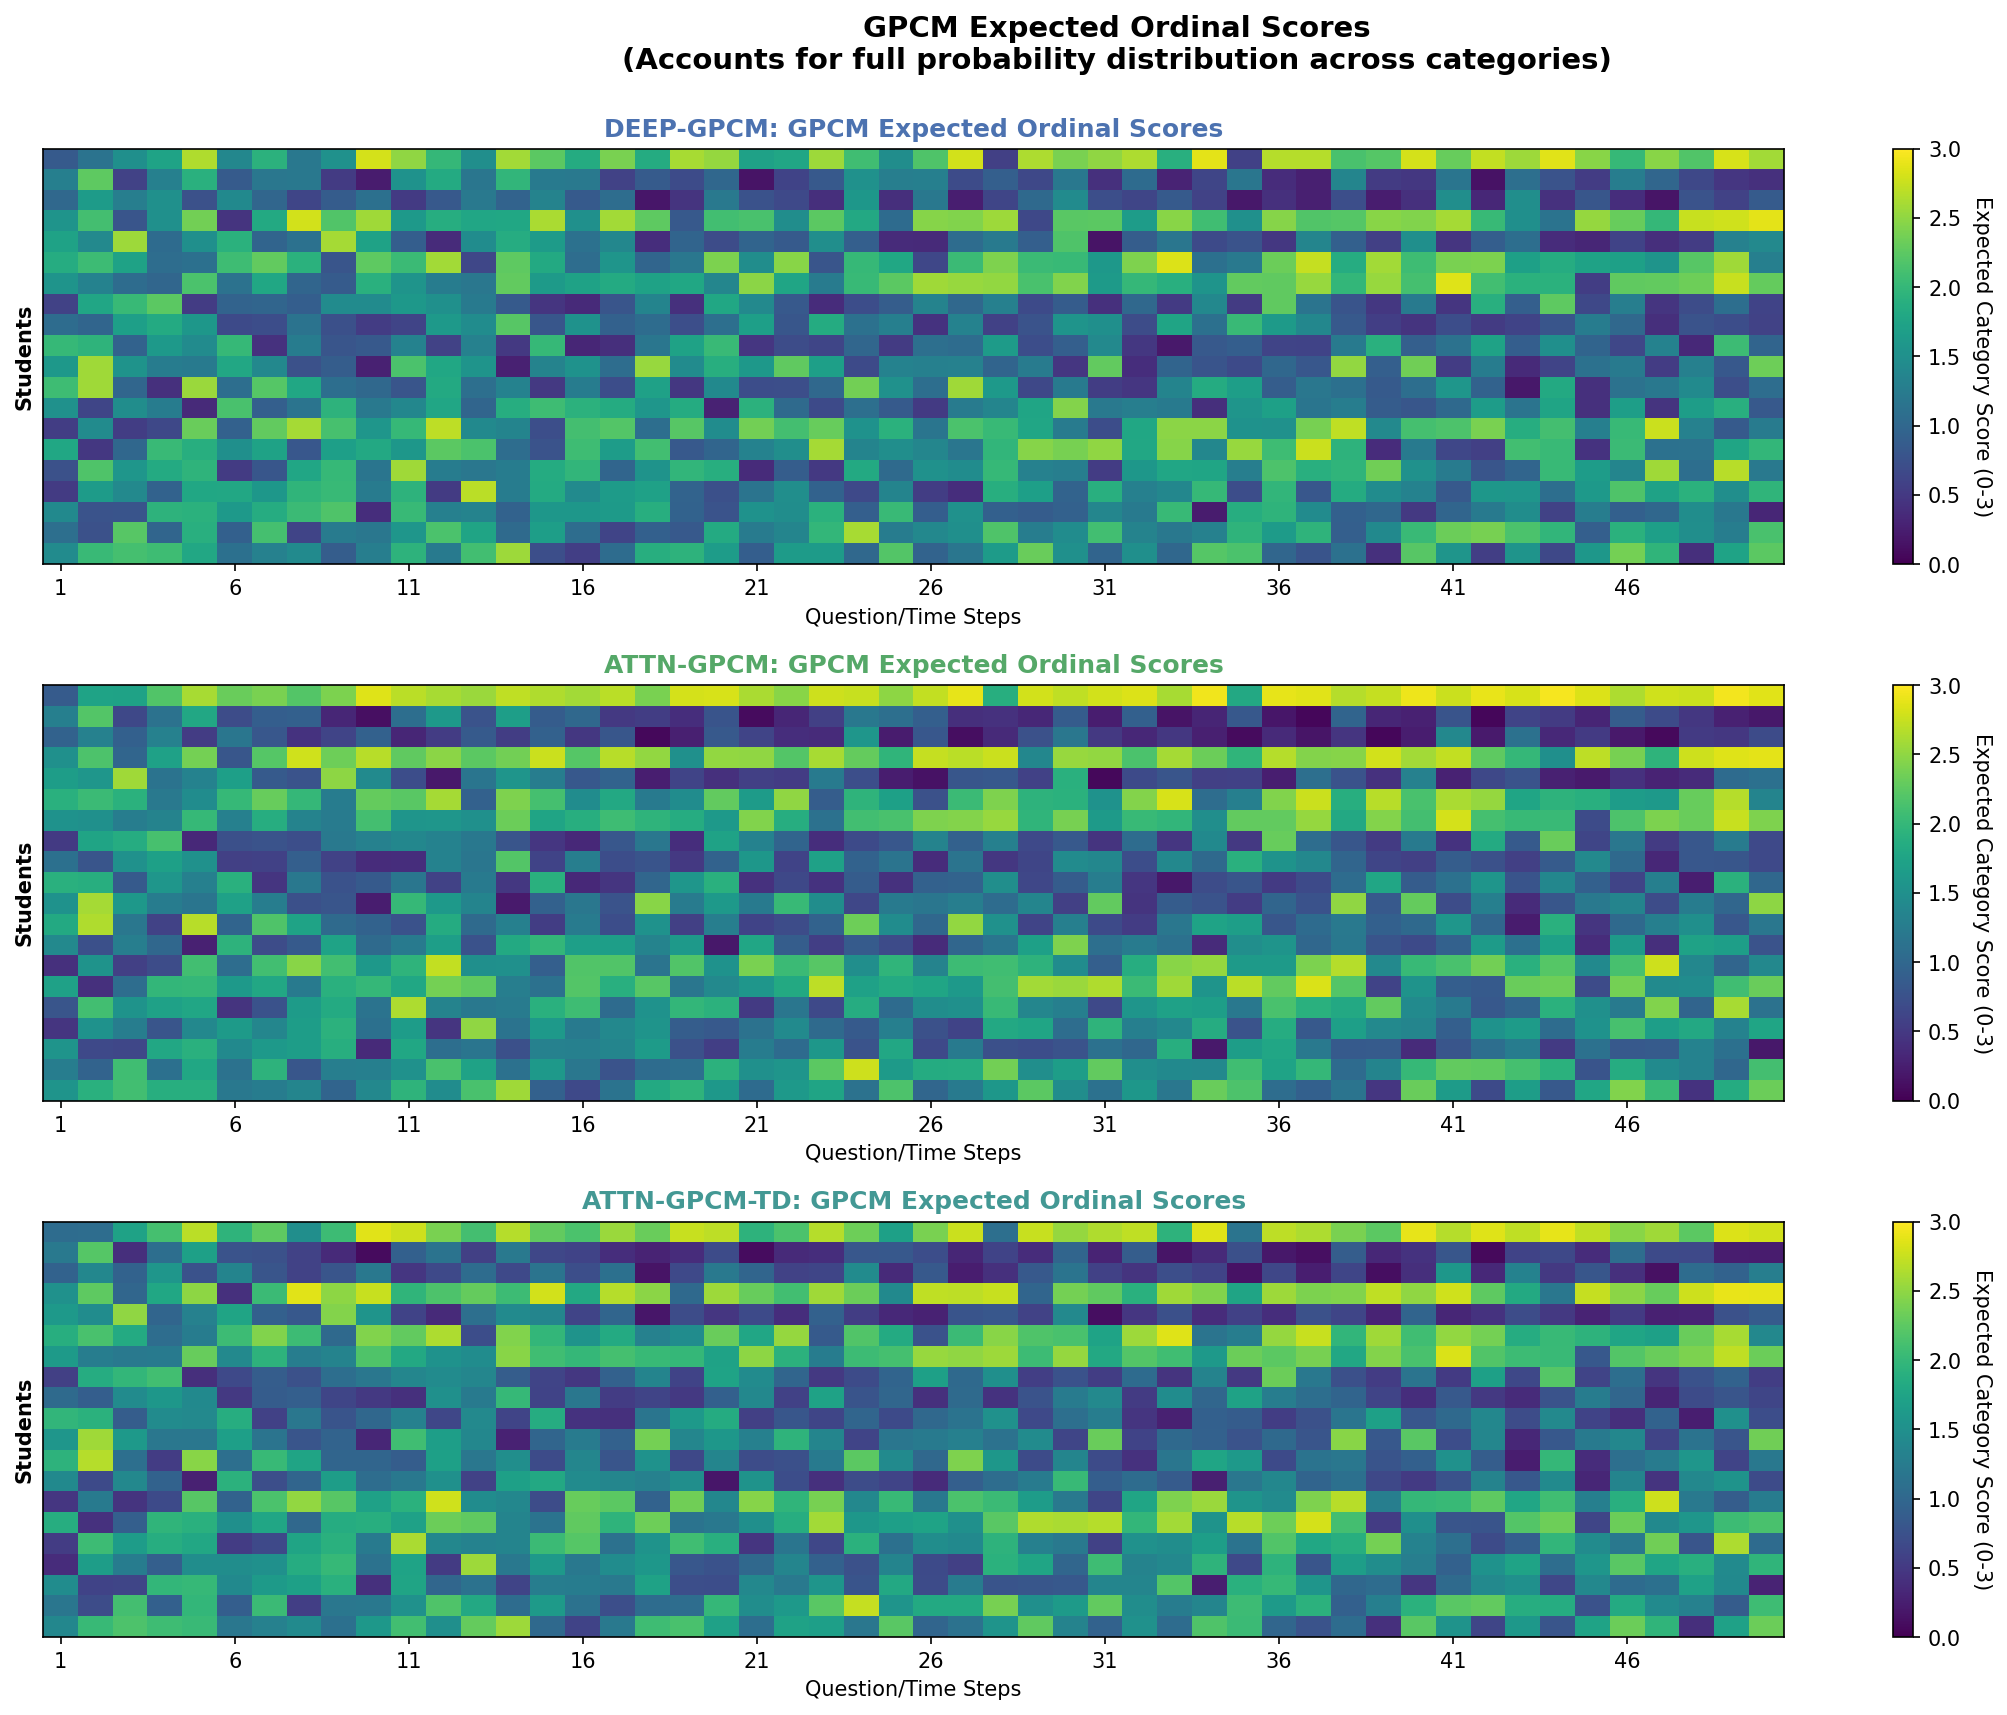 GPCM Expected Ordinal Scores
(Accounts for full probability distribution across categories)
DEEP-GPCM: GPCM Expected Ordinal Scores
Students
1 6 11 16 21 26 31 36 41 46
Question/Time Steps
3.0
2.5
2.0
1.5
1.0
0.5
0.0
Expected Category Score (0-3)
ATTN-GPCM: GPCM Expected Ordinal Scores
Students
1 6 11 16 21 26 31 36 41 46
Question/Time Steps
3.0
2.5
2.0
1.5
1.0
0.5
0.0
Expected Category Score (0-3)
ATTN-GPCM-TD: GPCM Expected Ordinal Scores
Students
1 6 11 16 21 26 31 36 41 46
Question/Time Steps
3.0
2.5
2.0
1.5
1.0
0.5
0.0
Expected Category Score (0-3)